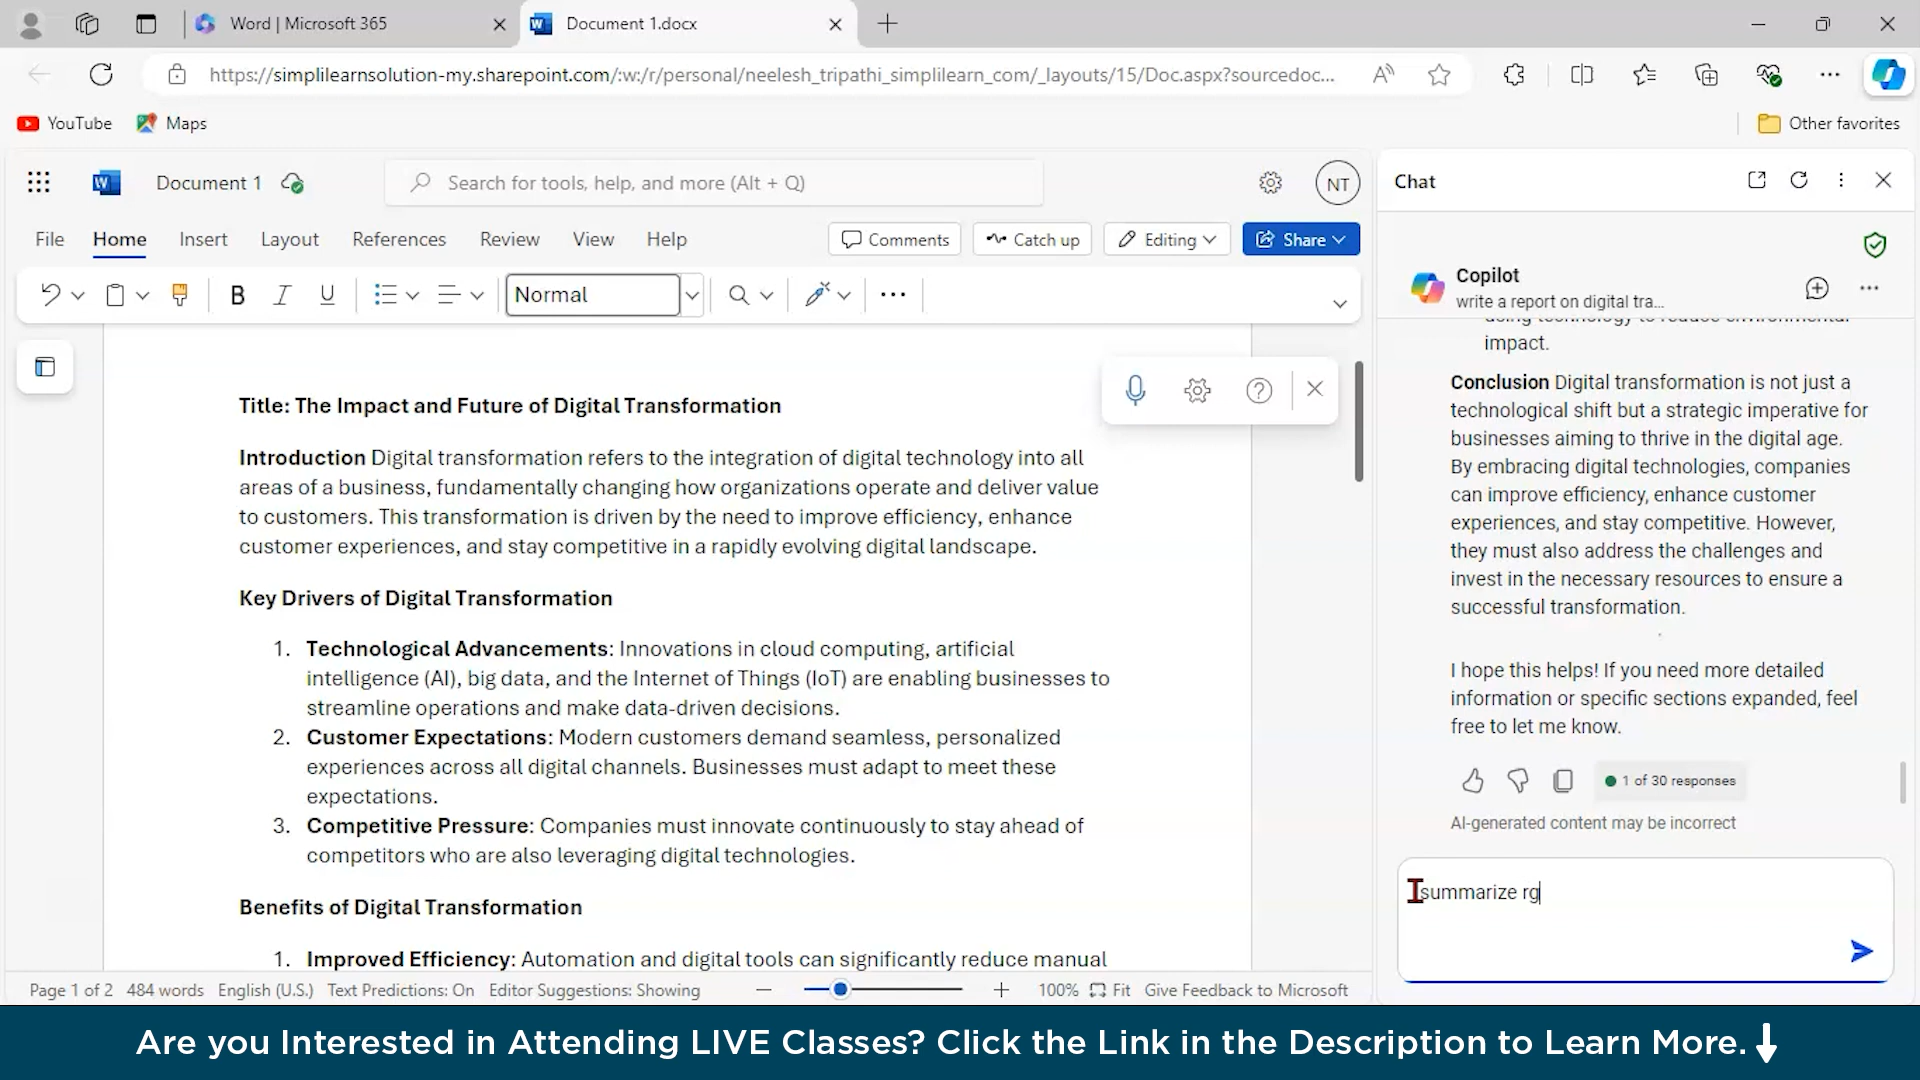 Word | Microsoft 365
Document 1.docx
https://simplilearnsolution-my.sharepoint.com/:w:/r/personal/neelesh_tripathi_simplilearn_com/_layouts/15/Doc.aspx?sourcedoc...
YouTube
Maps
Other favorites
Document 1
Search for tools, help, and more (Alt + Q)
NT
File
Home
Insert
Layout
References
Review
View
Help
Comments
Catch up
Editing
Share
B
I
U
Normal
Title: The Impact and Future of Digital Transformation
Introduction Digital transformation refers to the integration of digital technology into all
areas of a business, fundamentally changing how organizations operate and deliver value
to customers. This transformation is driven by the need to improve efficiency, enhance
customer experiences, and stay competitive in a rapidly evolving digital landscape.
Key Drivers of Digital Transformation
1. Technological Advancements: Innovations in cloud computing, artificial
intelligence (AI), big data, and the Internet of Things (IoT) are enabling businesses to
streamline operations and make data-driven decisions.
2. Customer Expectations: Modern customers demand seamless, personalized
experiences across all digital channels. Businesses must adapt to meet these
expectations.
3. Competitive Pressure: Companies must innovate continuously to stay ahead of
competitors who are also leveraging digital technologies.
Benefits of Digital Transformation
1. Improved Efficiency: Automation and digital tools can significantly reduce manual
Page 1 of 2
484 words
English (U.S.)
Text Predictions: On
Editor Suggestions: Showing
100%
Fit
Give Feedback to Microsoft
Chat
Copilot
write a report on digital tra...
using technology to reduce environmental
impact.
Conclusion Digital transformation is not just a
technological shift but a strategic imperative for
businesses aiming to thrive in the digital age.
By embracing digital technologies, companies
can improve efficiency, enhance customer
experiences, and stay competitive. However,
they must also address the challenges and
invest in the necessary resources to ensure a
successful transformation.
I hope this helps! If you need more detailed
information or specific sections expanded, feel
free to let me know.
1 of 30 responses
AI-generated content may be incorrect
summarize rg
Are you Interested in Attending LIVE Classes? Click the Link in the Description to Learn More.